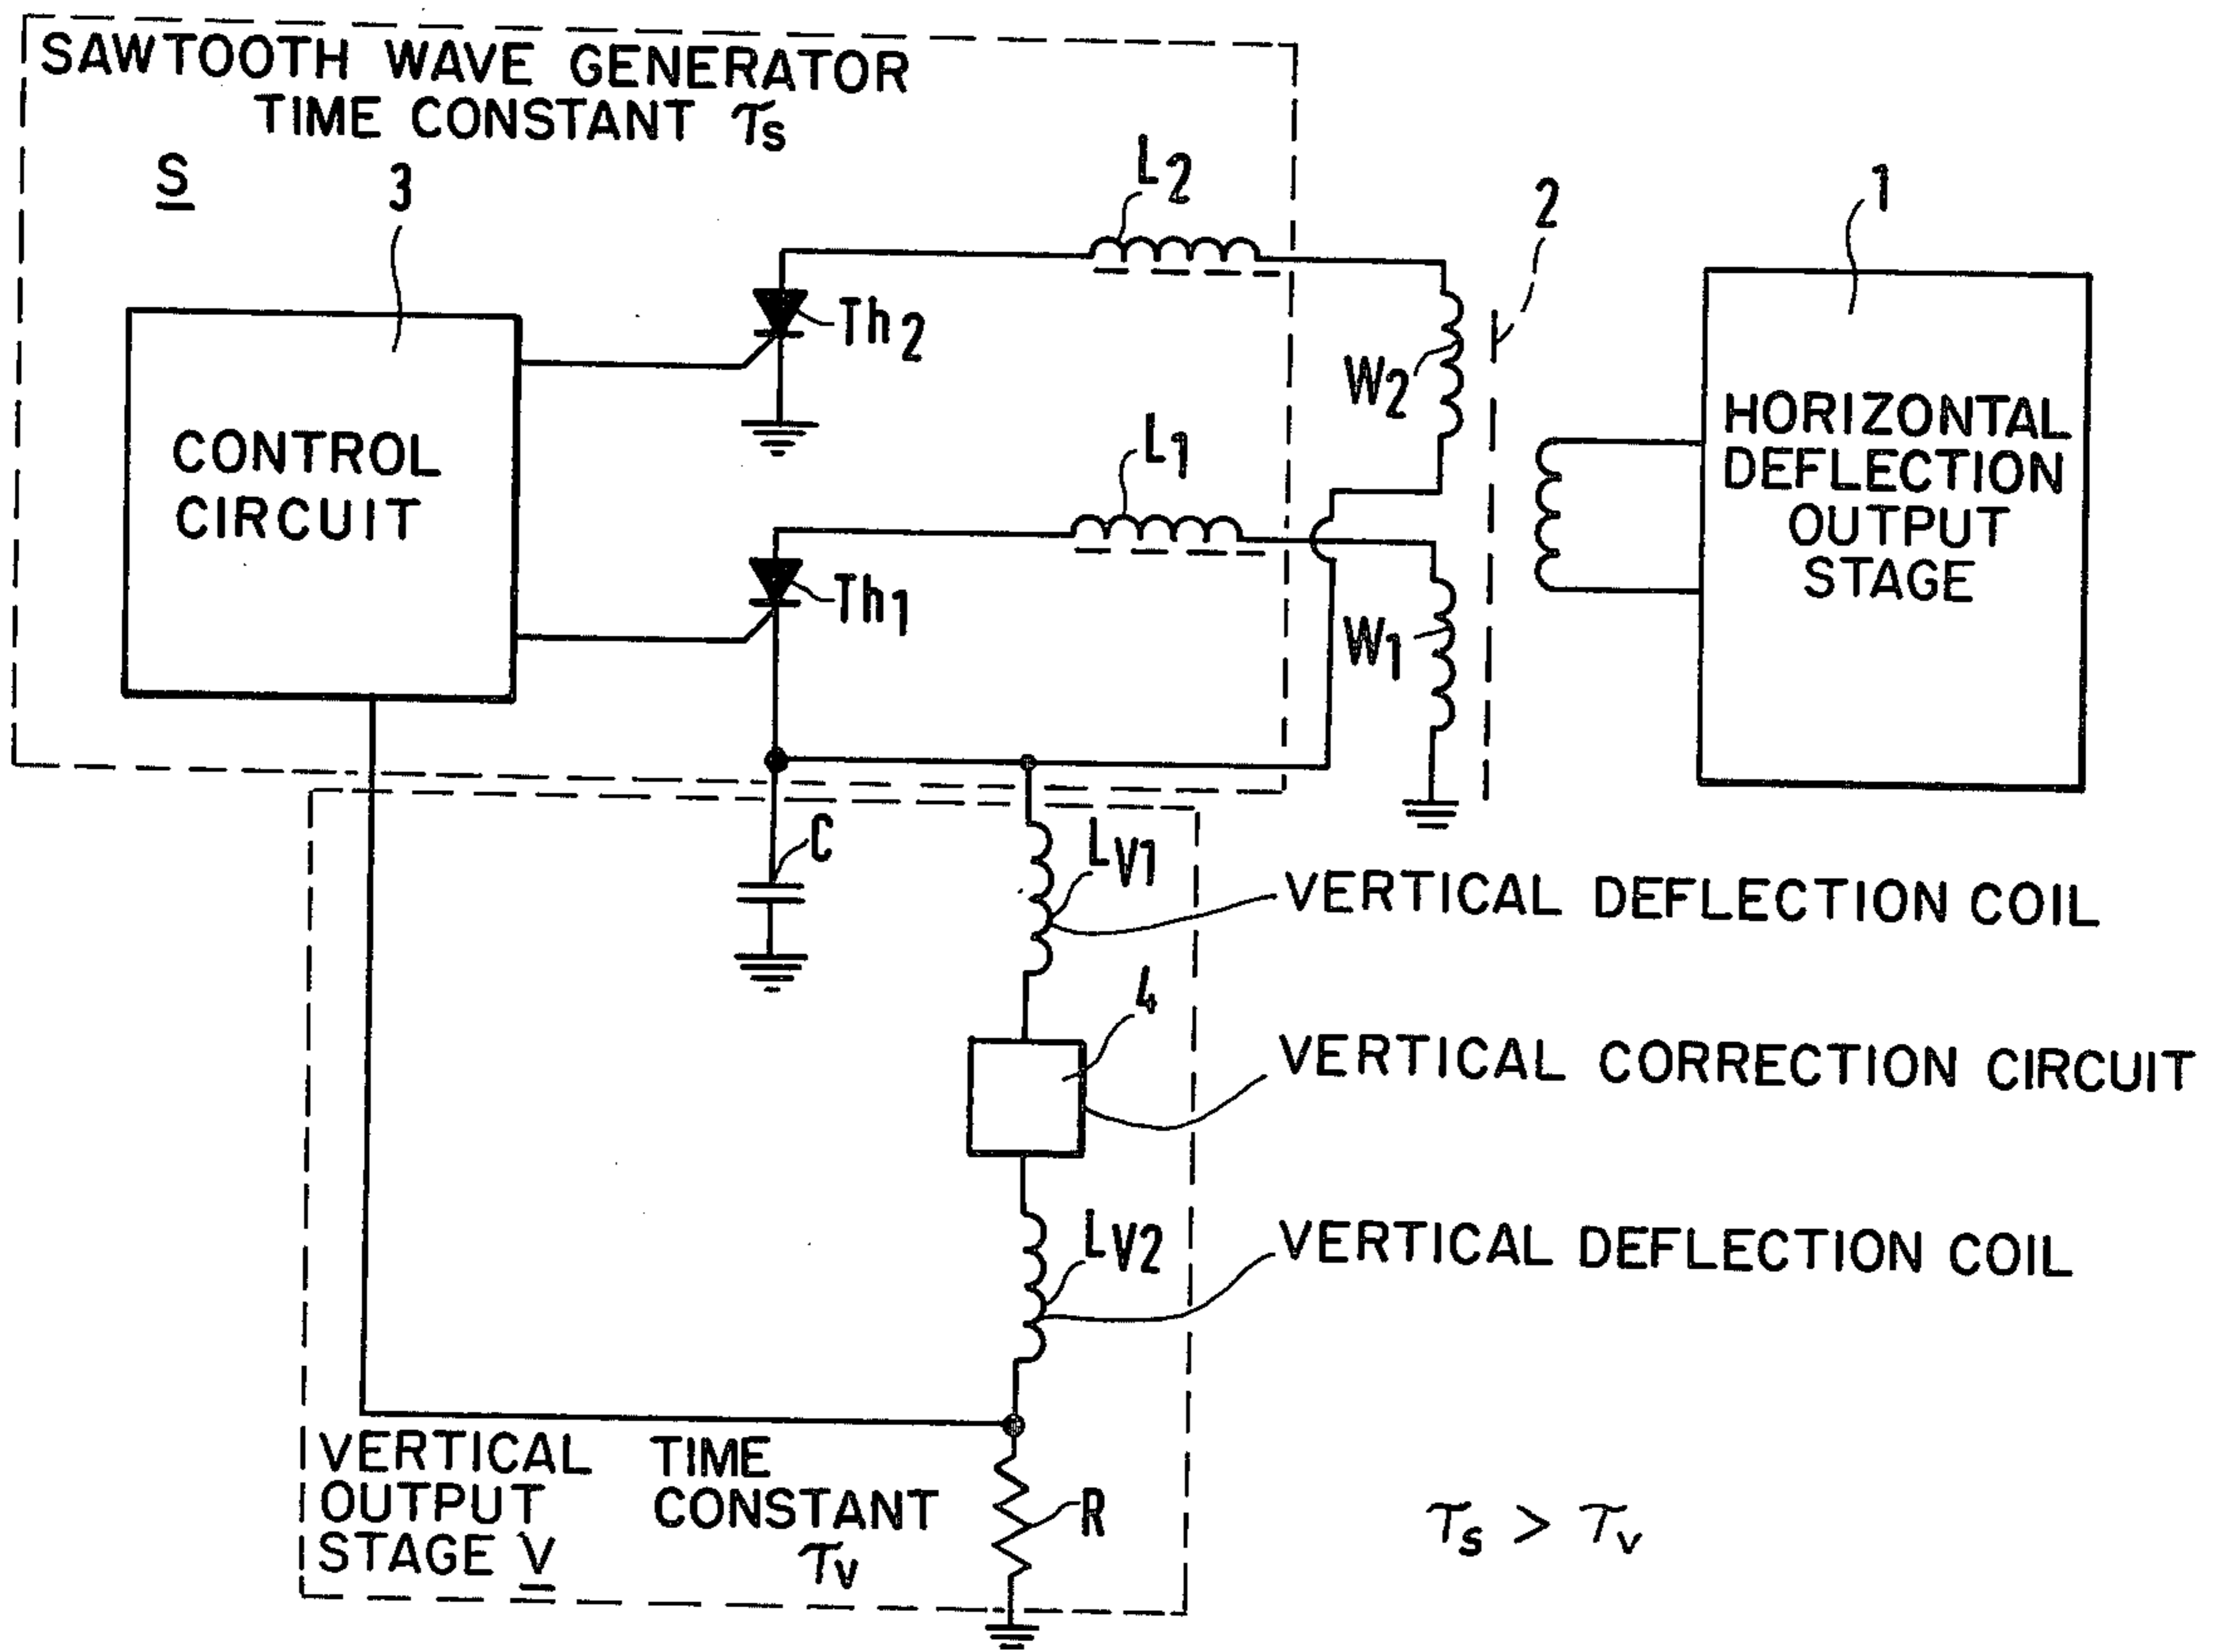 SAWTOOTH WAVE GENERATOR
TIME CONSTANT τs
S
3
L2
2
1
Th2
W2
CONTROL
CIRCUIT
HORIZONTAL
DEFLECTION
OUTPUT
STAGE
L1
Th1
W1
C
LV1
VERTICAL DEFLECTION COIL
4
VERTICAL CORRECTION CIRCUIT
LV2
VERTICAL DEFLECTION COIL
VERTICAL
OUTPUT
STAGE V
TIME
CONSTANT
τv
R
τs > τv